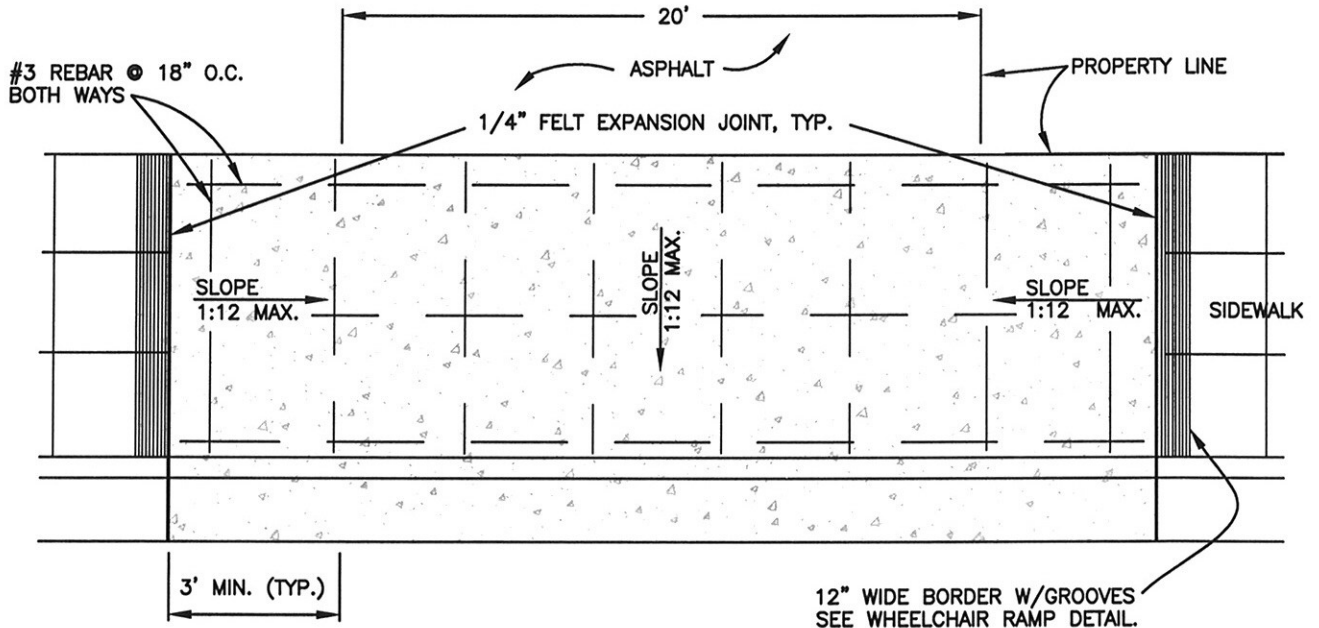 20'
#3 REBAR @ 18" O.C.
BOTH WAYS
ASPHALT
PROPERTY LINE
1/4" FELT EXPANSION JOINT, TYP.
SLOPE
1:12 MAX.
SLOPE
1:12 MAX.
SLOPE
1:12 MAX.
SIDEWALK
3' MIN. (TYP.)
12" WIDE BORDER W/GROOVES
SEE WHEELCHAIR RAMP DETAIL.